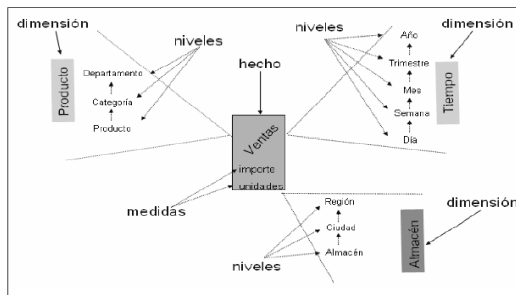 dimensión
niveles
Producto
Departamento
Categoría
Producto
hecho
Ventas
importe
unidades
medidas
niveles
Año
Trimestre
Mes
Semana
Día
dimensión
Tiempo
niveles
Región
Ciudad
Almacén
Almacén
dimensión